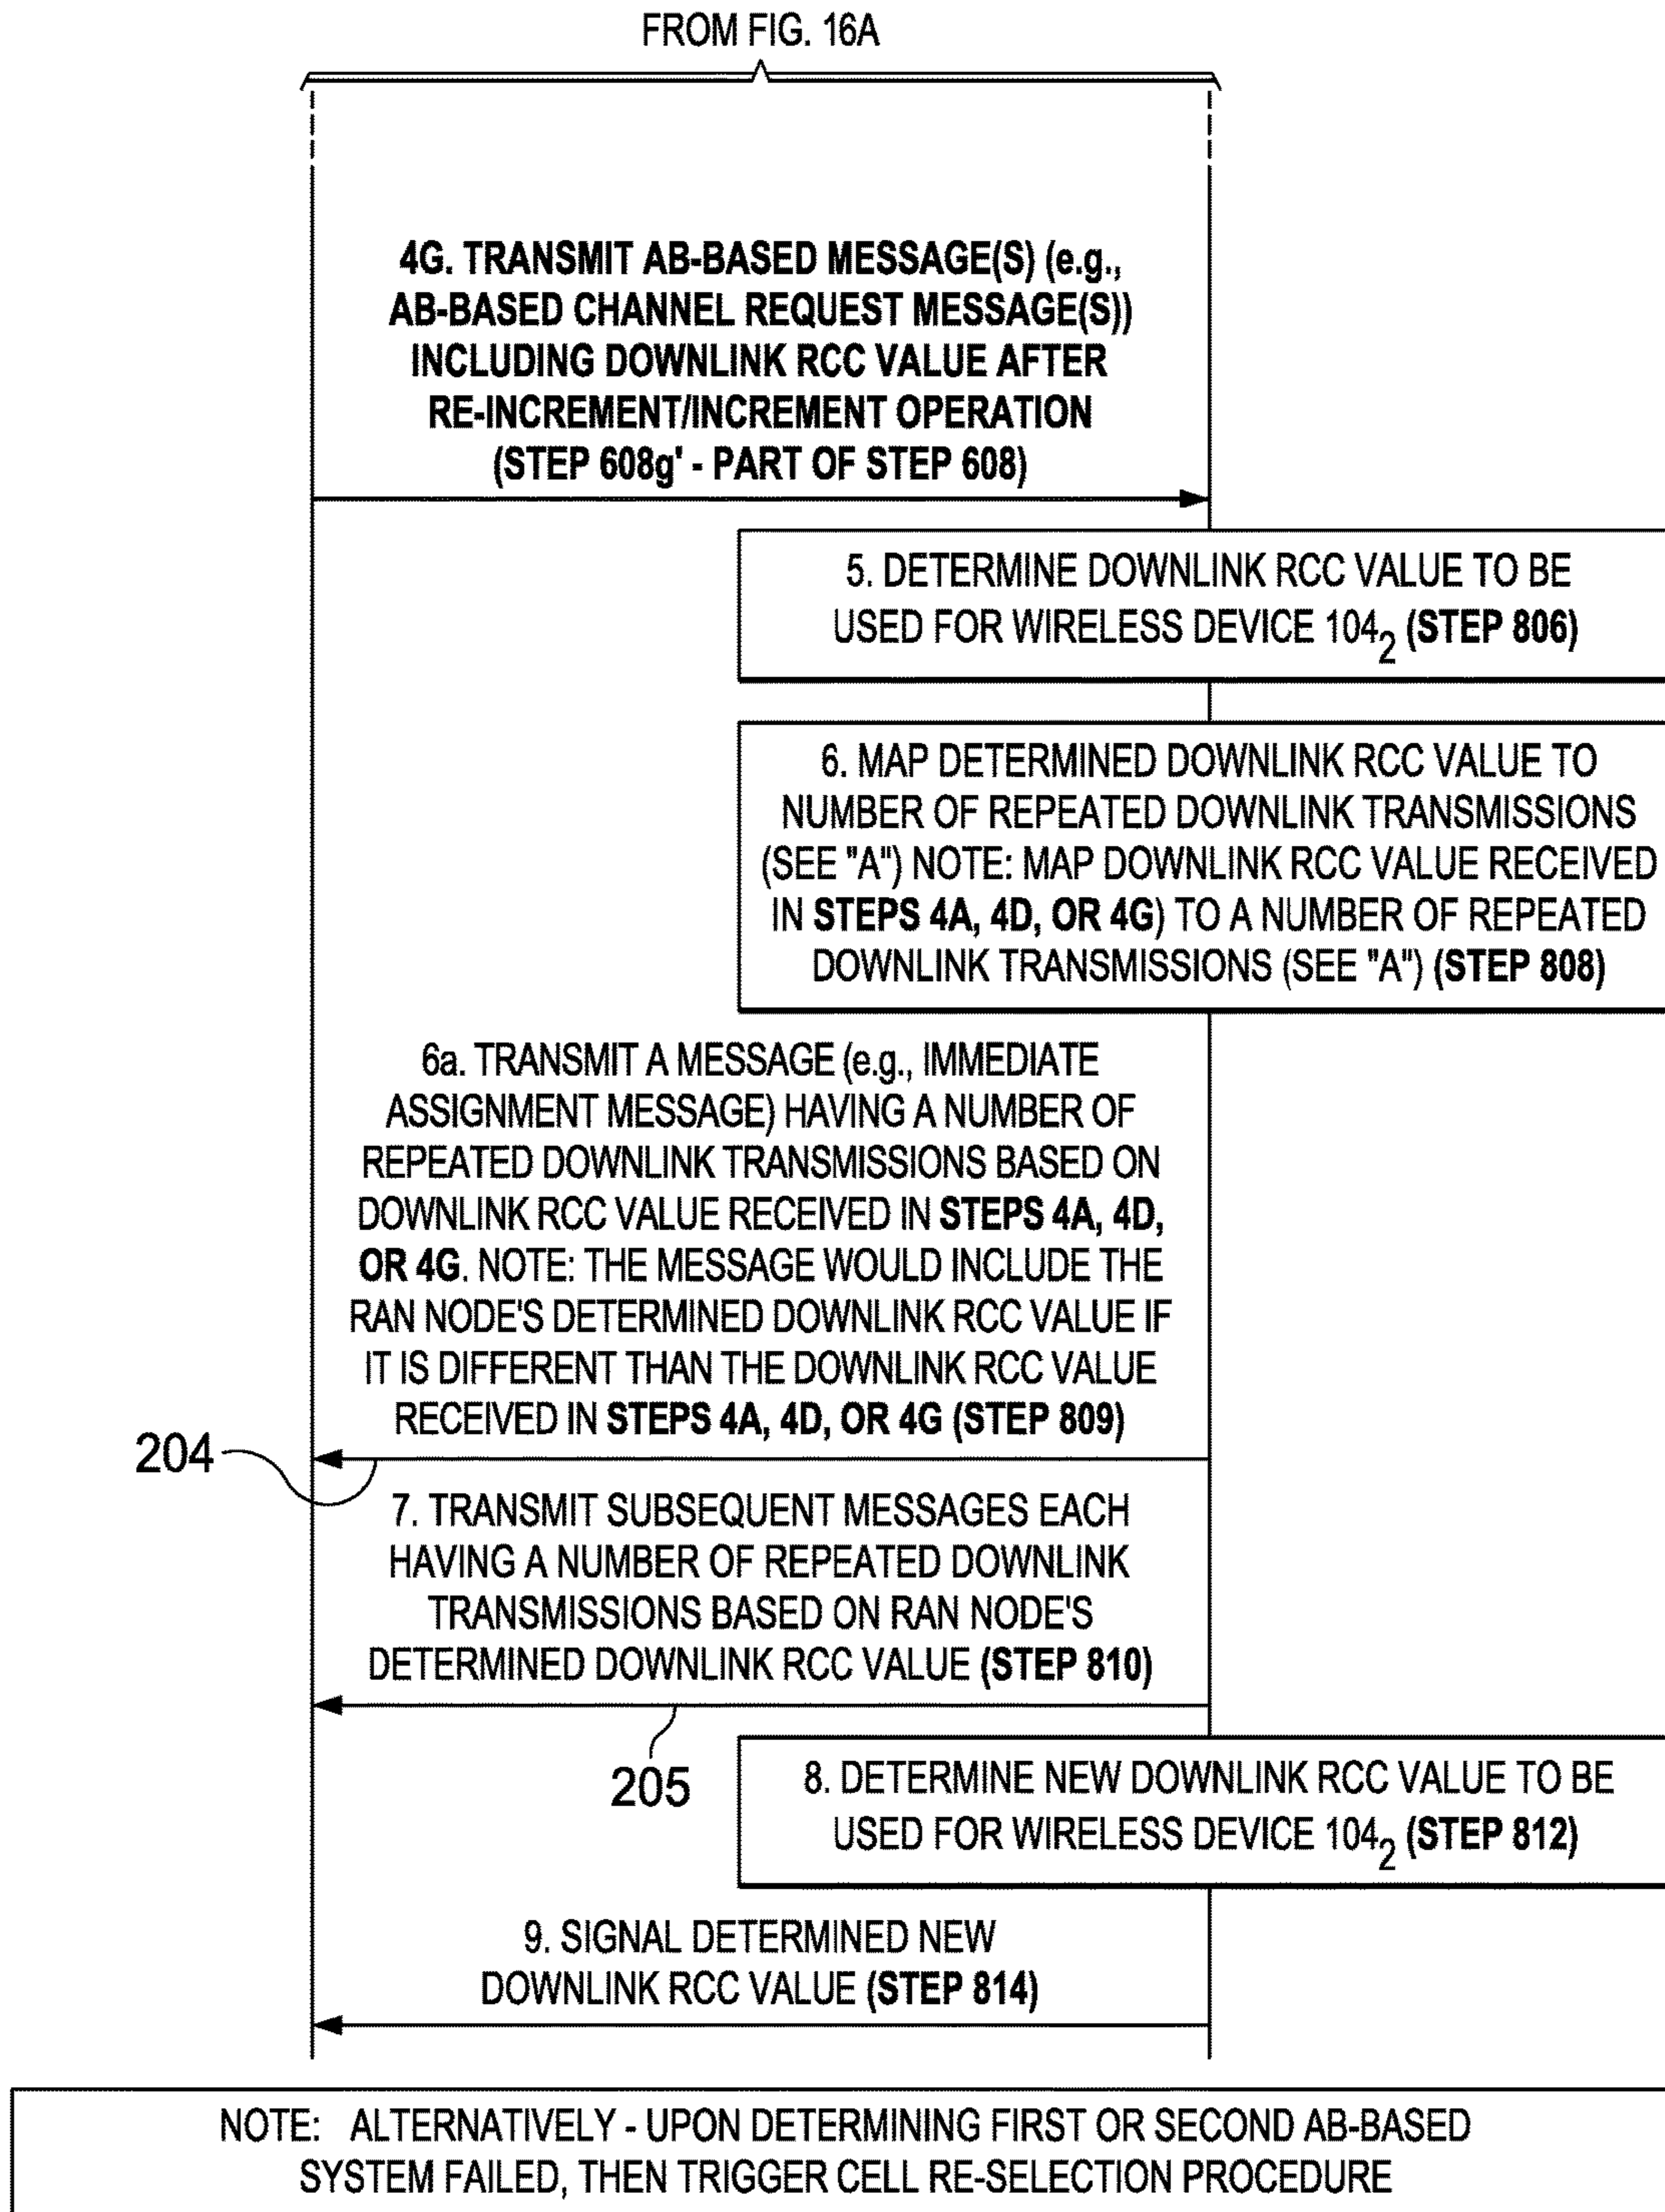 FROM FIG. 16A
4G. TRANSMIT AB-BASED MESSAGE(S) (e.g.,
AB-BASED CHANNEL REQUEST MESSAGE(S))
INCLUDING DOWNLINK RCC VALUE AFTER
RE-INCREMENT/INCREMENT OPERATION
(STEP 608g' - PART OF STEP 608)
5. DETERMINE DOWNLINK RCC VALUE TO BE
USED FOR WIRELESS DEVICE 104₂ (STEP 806)
6. MAP DETERMINED DOWNLINK RCC VALUE TO
NUMBER OF REPEATED DOWNLINK TRANSMISSIONS
(SEE "A") NOTE: MAP DOWNLINK RCC VALUE RECEIVED
IN STEPS 4A, 4D, OR 4G) TO A NUMBER OF REPEATED
DOWNLINK TRANSMISSIONS (SEE "A") (STEP 808)
6a. TRANSMIT A MESSAGE (e.g., IMMEDIATE
ASSIGNMENT MESSAGE) HAVING A NUMBER OF
REPEATED DOWNLINK TRANSMISSIONS BASED ON
DOWNLINK RCC VALUE RECEIVED IN STEPS 4A, 4D,
OR 4G. NOTE: THE MESSAGE WOULD INCLUDE THE
RAN NODE'S DETERMINED DOWNLINK RCC VALUE IF
IT IS DIFFERENT THAN THE DOWNLINK RCC VALUE
RECEIVED IN STEPS 4A, 4D, OR 4G (STEP 809)
204
7. TRANSMIT SUBSEQUENT MESSAGES EACH
HAVING A NUMBER OF REPEATED DOWNLINK
TRANSMISSIONS BASED ON RAN NODE'S
DETERMINED DOWNLINK RCC VALUE (STEP 810)
205
8. DETERMINE NEW DOWNLINK RCC VALUE TO BE
USED FOR WIRELESS DEVICE 104₂ (STEP 812)
9. SIGNAL DETERMINED NEW
DOWNLINK RCC VALUE (STEP 814)
NOTE: ALTERNATIVELY - UPON DETERMINING FIRST OR SECOND AB-BASED
SYSTEM FAILED, THEN TRIGGER CELL RE-SELECTION PROCEDURE